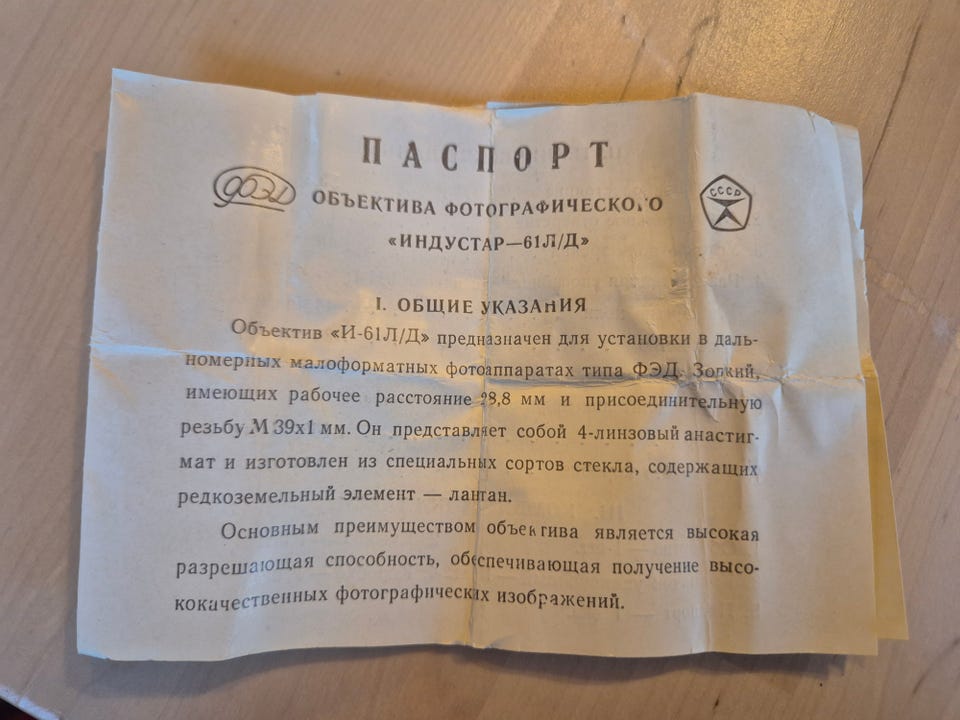 ПАСПОРТ
ФЭД
ОБЪЕКТИВА ФОТОГРАФИЧЕСКОГО
СССР
«ИНДУСТАР—61Л/Д»
I. ОБЩИЕ УКАЗАНИЯ
Объектив «И-61Л/Д» предназначен для установки в даль-
номерных малоформатных фотоаппаратах типа ФЭД, Зоркий,
имеющих рабочее расстояние 28,8 мм и присоединительную
резьбу М 39х1 мм. Он представляет собой 4-линзовый анастиг-
мат и изготовлен из специальных сортов стекла, содержащих
редкоземельный элемент — лантан.
Основным преимуществом объектива является высокая
разрешающая способность, обеспечивающая получение высо-
кокачественных фотографических изображений.